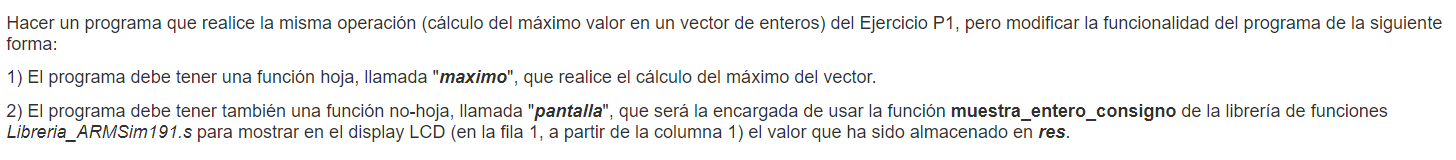 Hacer un programa que realice la misma operación (cálculo del máximo valor en un vector de enteros) del Ejercicio P1, pero modificar la funcionalidad del programa de la siguiente
forma:
1) El programa debe tener una función hoja, llamada "maximo", que realice el cálculo del máximo del vector.
2) El programa debe tener también una función no-hoja, llamada "pantalla", que será la encargada de usar la función muestra_entero_consigno de la librería de funciones
Libreria_ARMSim191.s para mostrar en el display LCD (en la fila 1, a partir de la columna 1) el valor que ha sido almacenado en res.